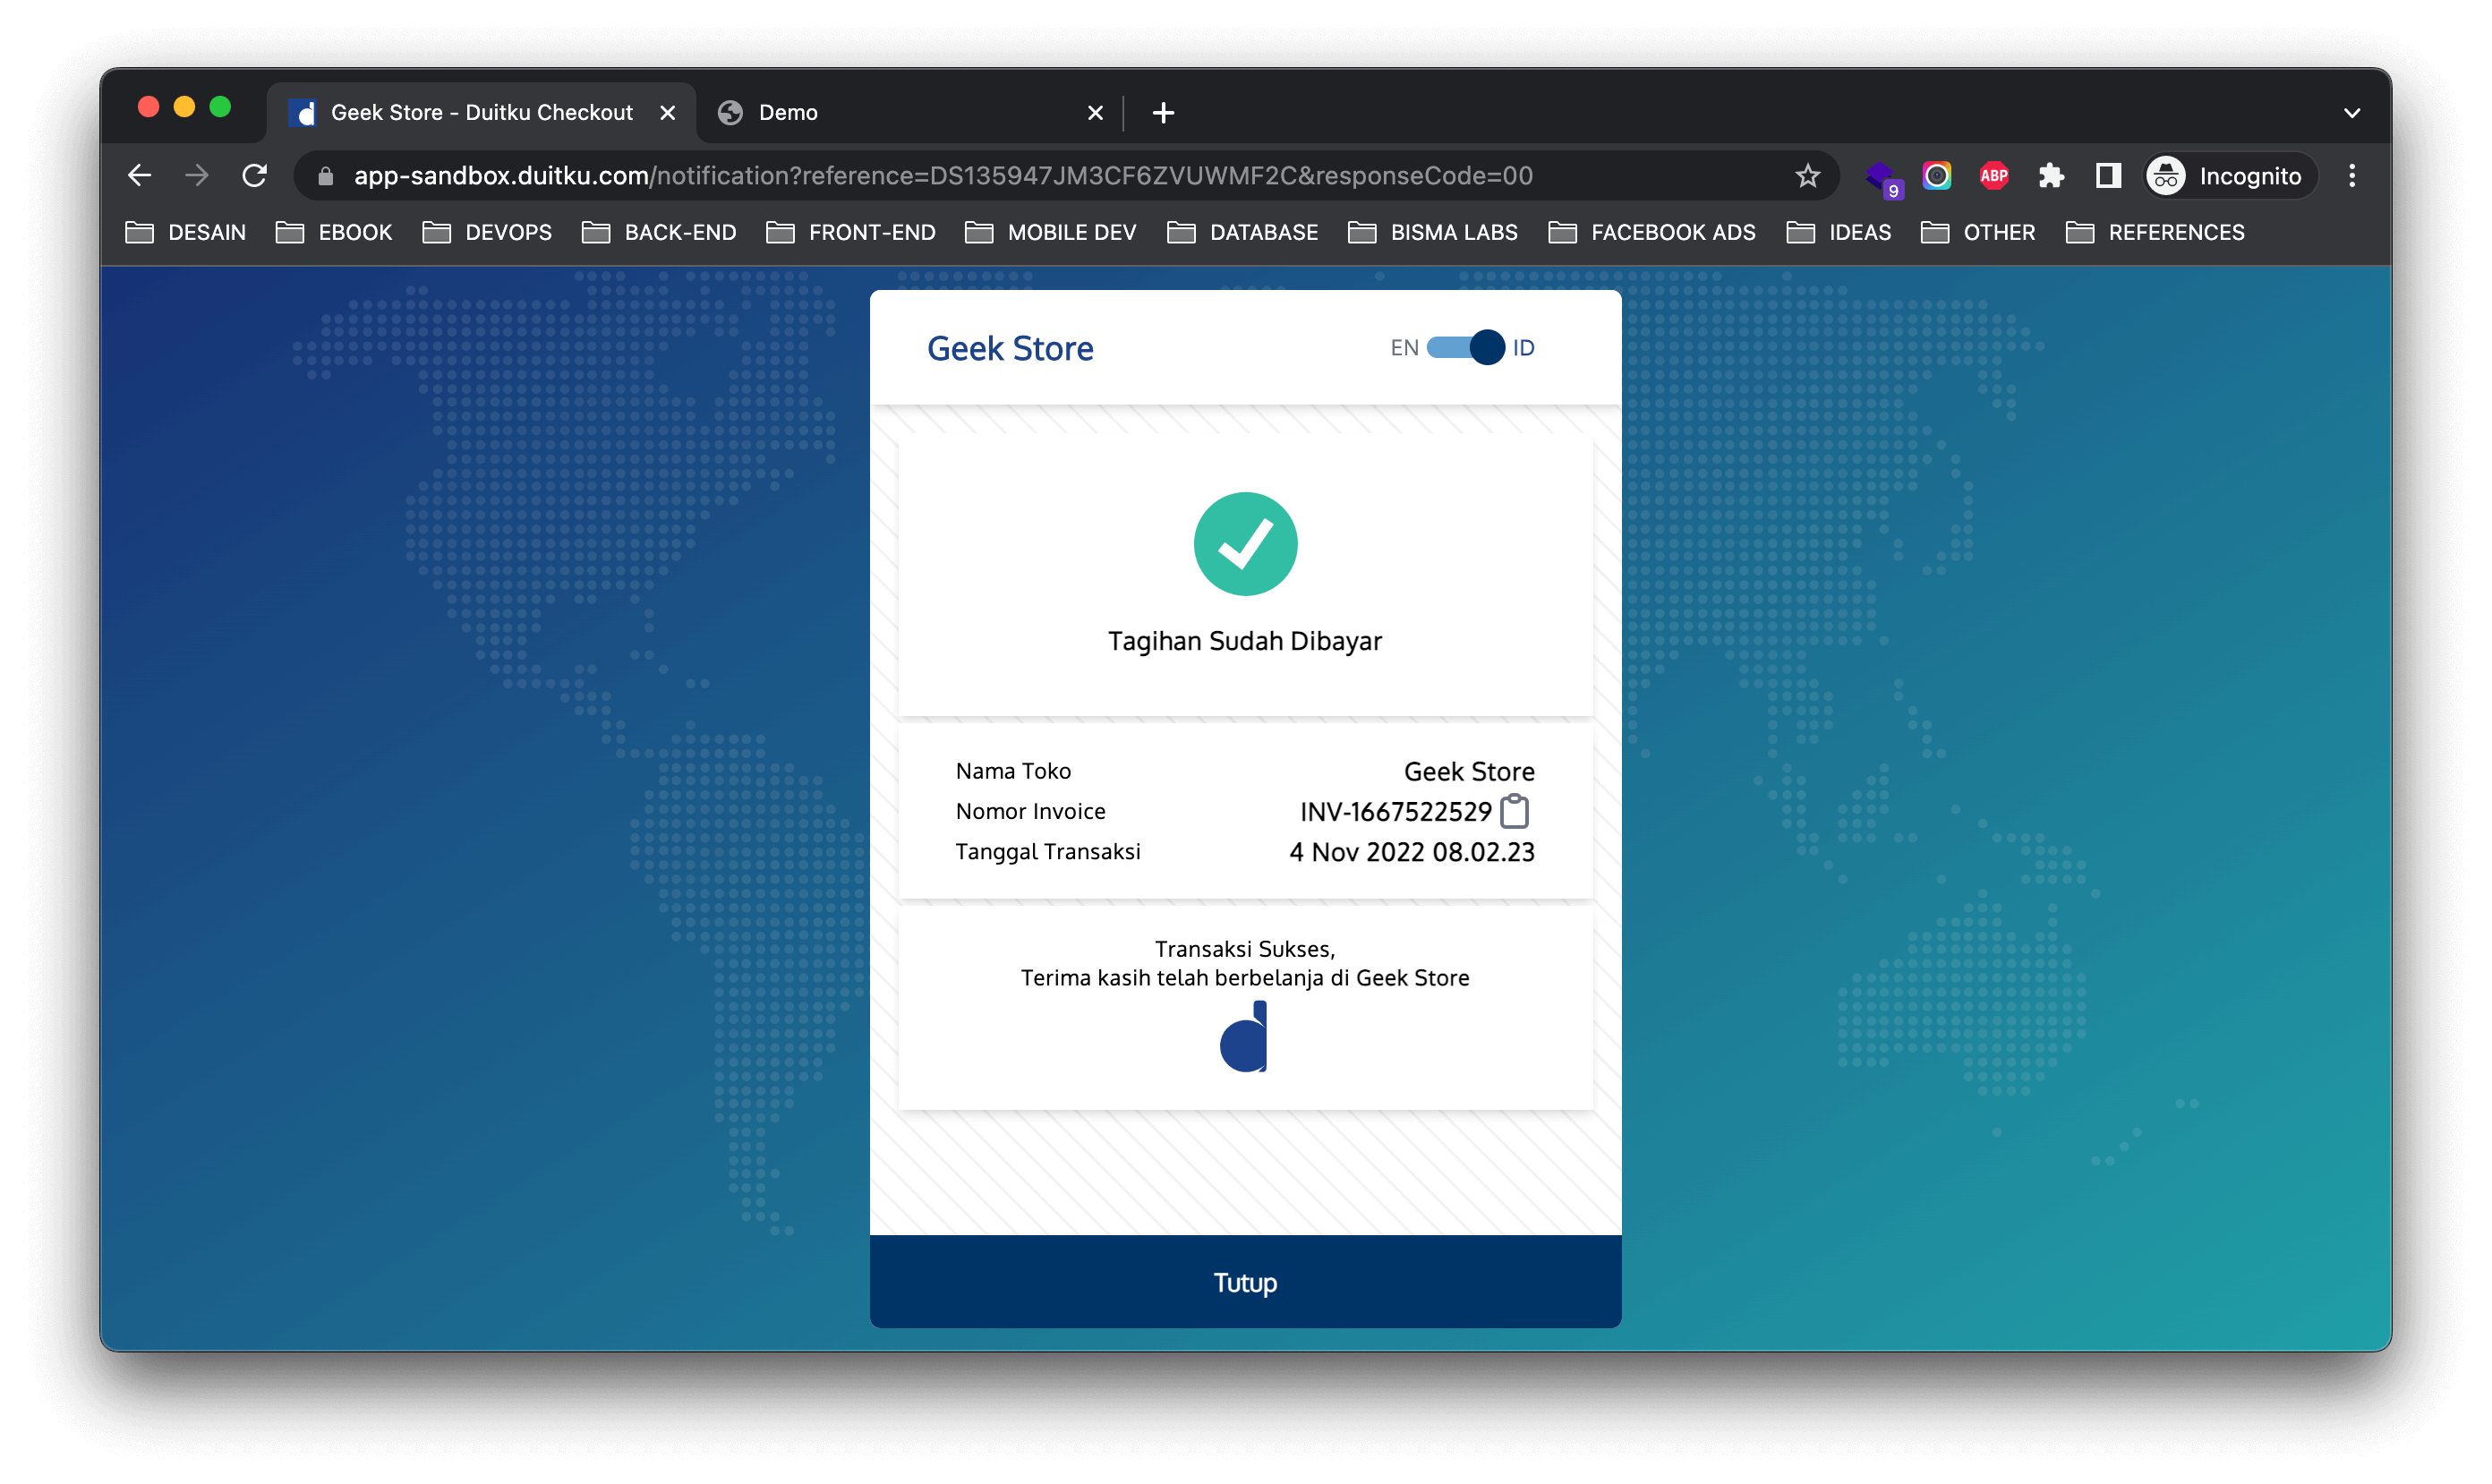 Geek Store - Duitku Checkout
Demo
app-sandbox.duitku.com/notification?reference=DS135947JM3CF6ZVUWMF2C&responseCode=00
9
ABP
Incognito
DESAIN EBOOK DEVOPS BACK-END FRONT-END MOBILE DEV DATABASE BISMA LABS FACEBOOK ADS IDEAS OTHER REFERENCES
Geek Store
EN ID
Tagihan Sudah Dibayar
Nama Toko Geek Store
Nomor Invoice INV-1667522529
Tanggal Transaksi 4 Nov 2022 08.02.23
Transaksi Sukses,
Terima kasih telah berbelanja di Geek Store
Tutup